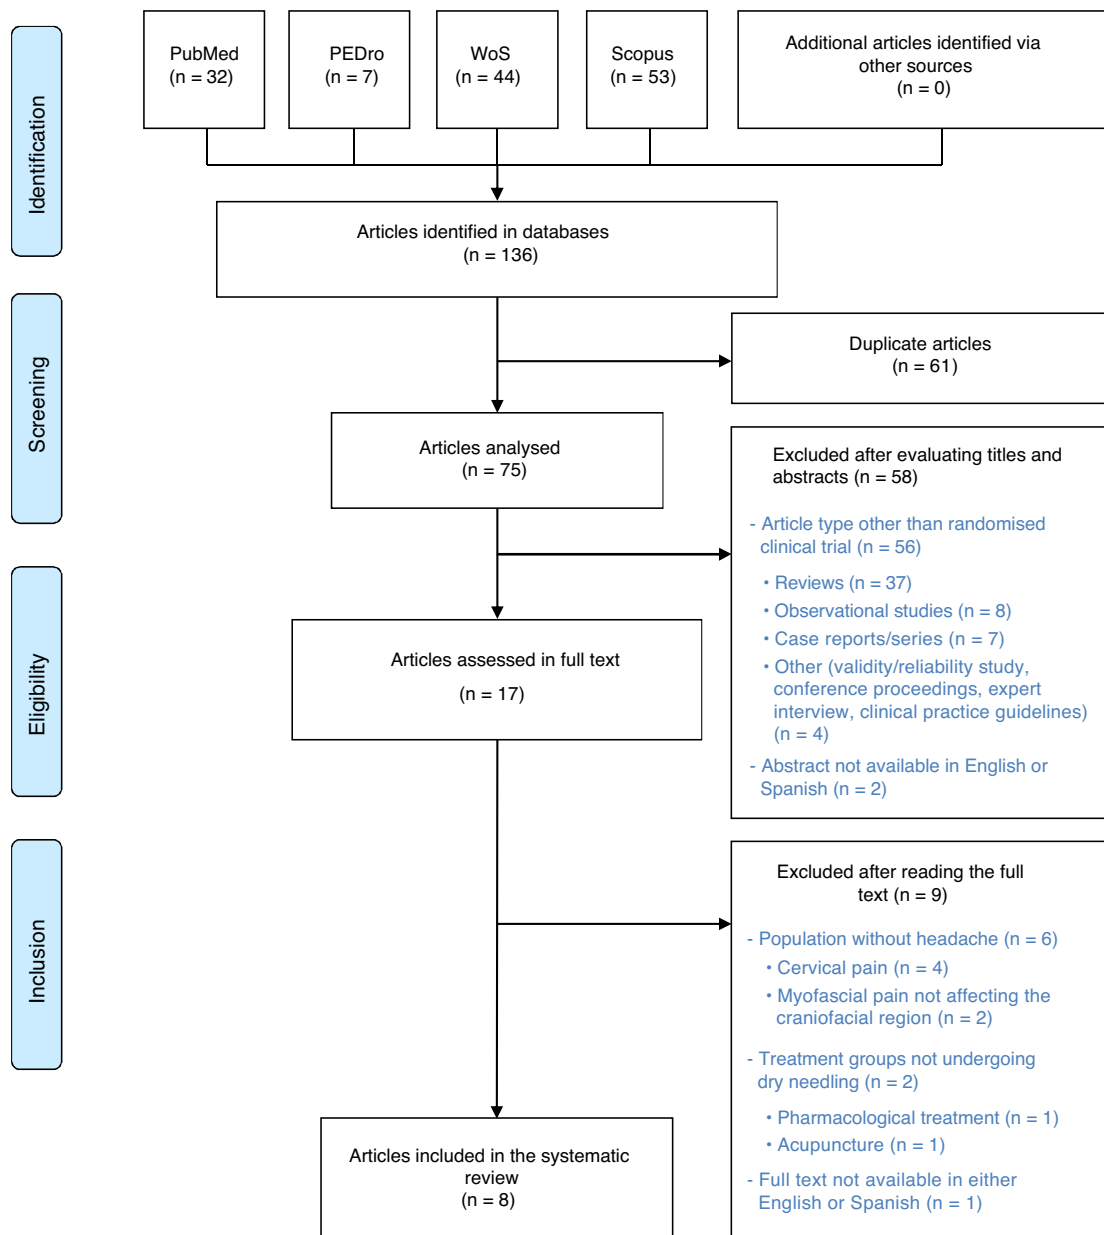 Identification
PubMed
(n = 32)
PEDro
(n = 7)
WoS
(n = 44)
Scopus
(n = 53)
Additional articles identified via
other sources
(n = 0)
Articles identified in databases
(n = 136)
Screening
Duplicate articles
(n = 61)
Articles analysed
(n = 75)
Excluded after evaluating titles and
abstracts (n = 58)
- Article type other than randomised
clinical trial (n = 56)
• Reviews (n = 37)
• Observational studies (n = 8)
• Case reports/series (n = 7)
• Other (validity/reliability study,
conference proceedings, expert
interview, clinical practice guidelines)
(n = 4)
- Abstract not available in English or
Spanish (n = 2)
Eligibility
Articles assessed in full text
(n = 17)
Inclusion
Excluded after reading the full
text (n = 9)
- Population without headache (n = 6)
• Cervical pain (n = 4)
• Myofascial pain not affecting the
craniofacial region (n = 2)
- Treatment groups not undergoing
dry needling (n = 2)
• Pharmacological treatment (n = 1)
• Acupuncture (n = 1)
- Full text not available in either
English or Spanish (n = 1)
Articles included in the systematic
review
(n = 8)